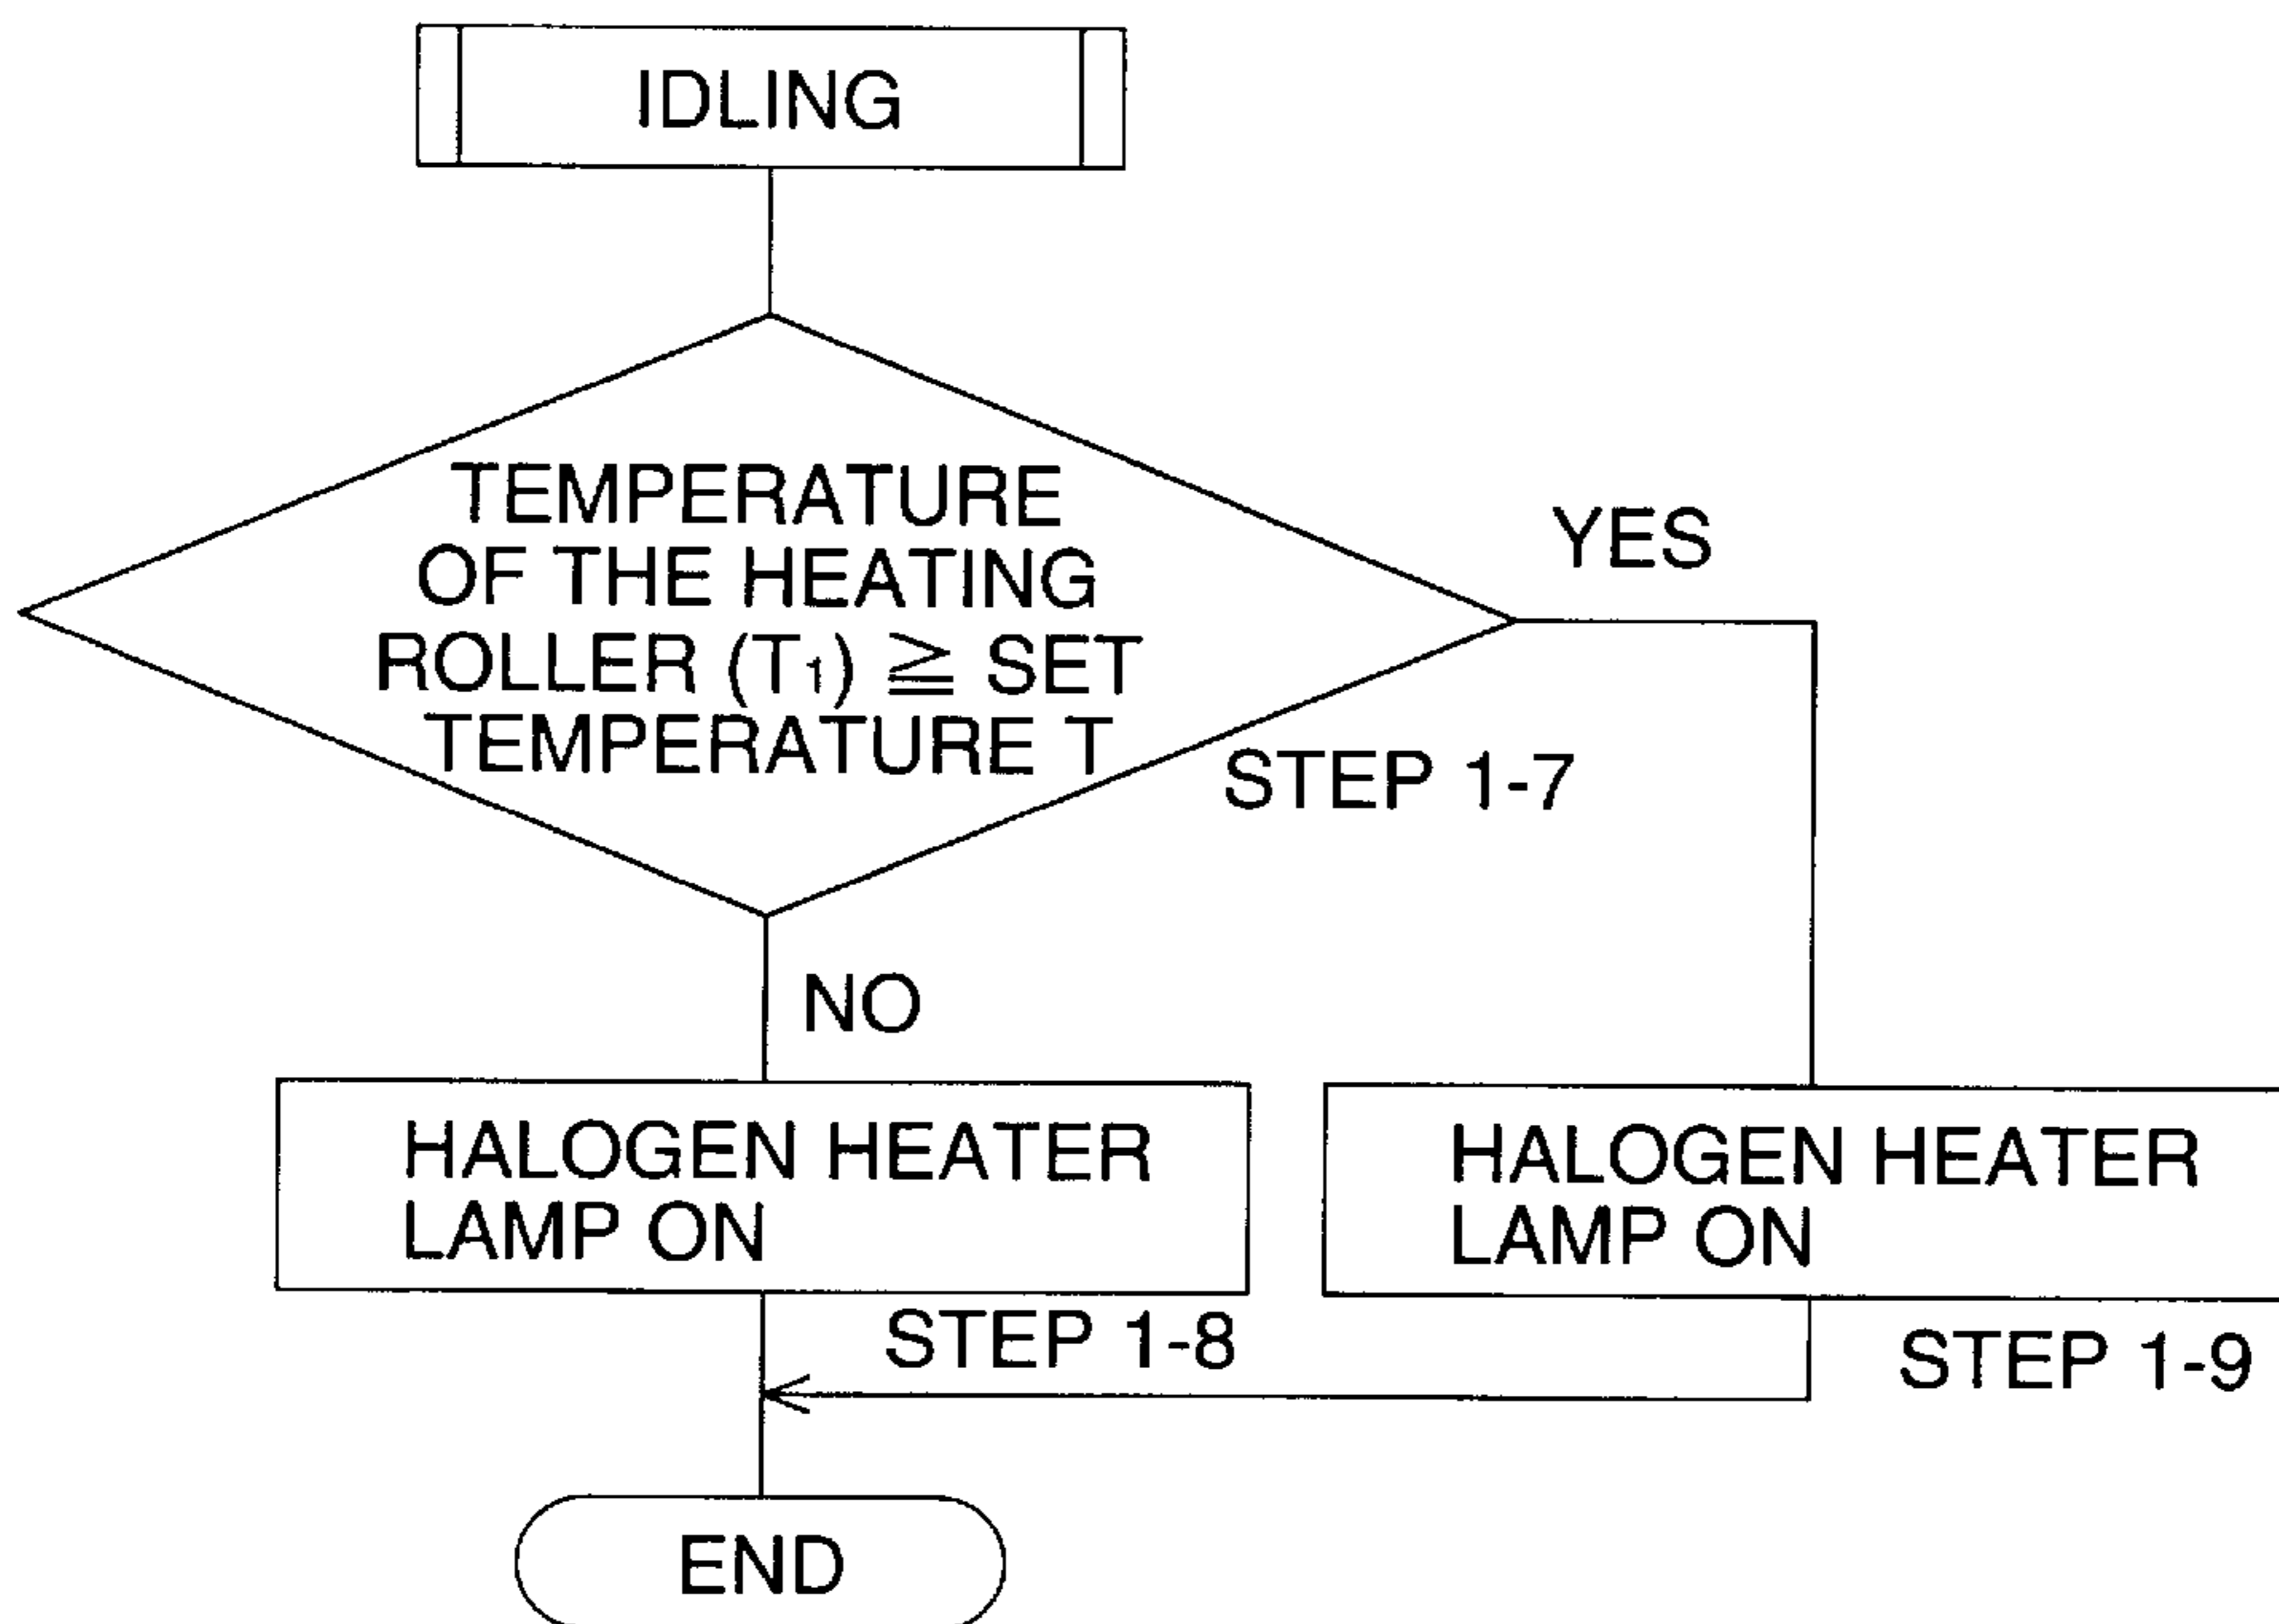 IDLING
TEMPERATURE
OF THE HEATING
ROLLER (T1) ≧ SET
TEMPERATURE T
YES
STEP 1-7
NO
HALOGEN HEATER
LAMP ON
HALOGEN HEATER
LAMP ON
STEP 1-8
STEP 1-9
END